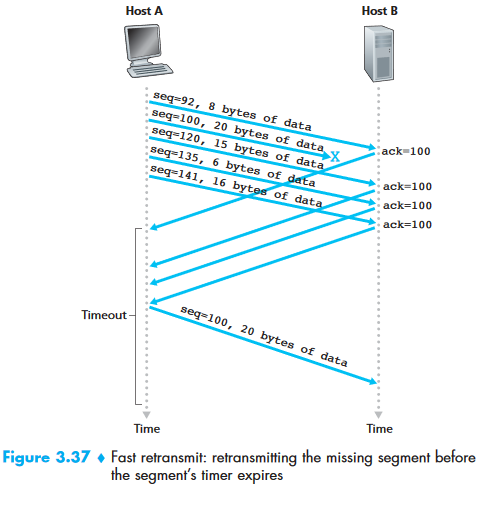 Host A
Host B
seq=92, 8 bytes of data
seq=100, 20 bytes of data
seq=120, 15 bytes of data
seq=135, 6 bytes of data
seq=141, 16 bytes of data
X
ack=100
ack=100
ack=100
ack=100
Timeout
seq=100, 20 bytes of data
Time
Time
Figure 3.37 ♦ Fast retransmit: retransmitting the missing segment before
the segment's timer expires